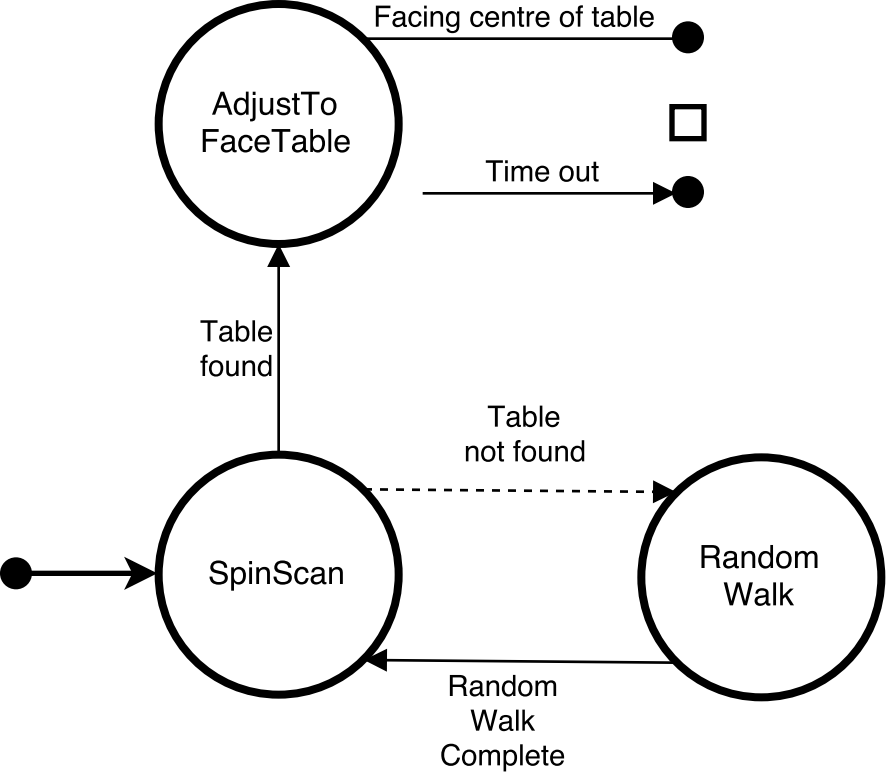 Facing centre of table
AdjustTo
FaceTable
Time out
Table
found
Table
not found
SpinScan
Random
Walk
Random
Walk
Complete